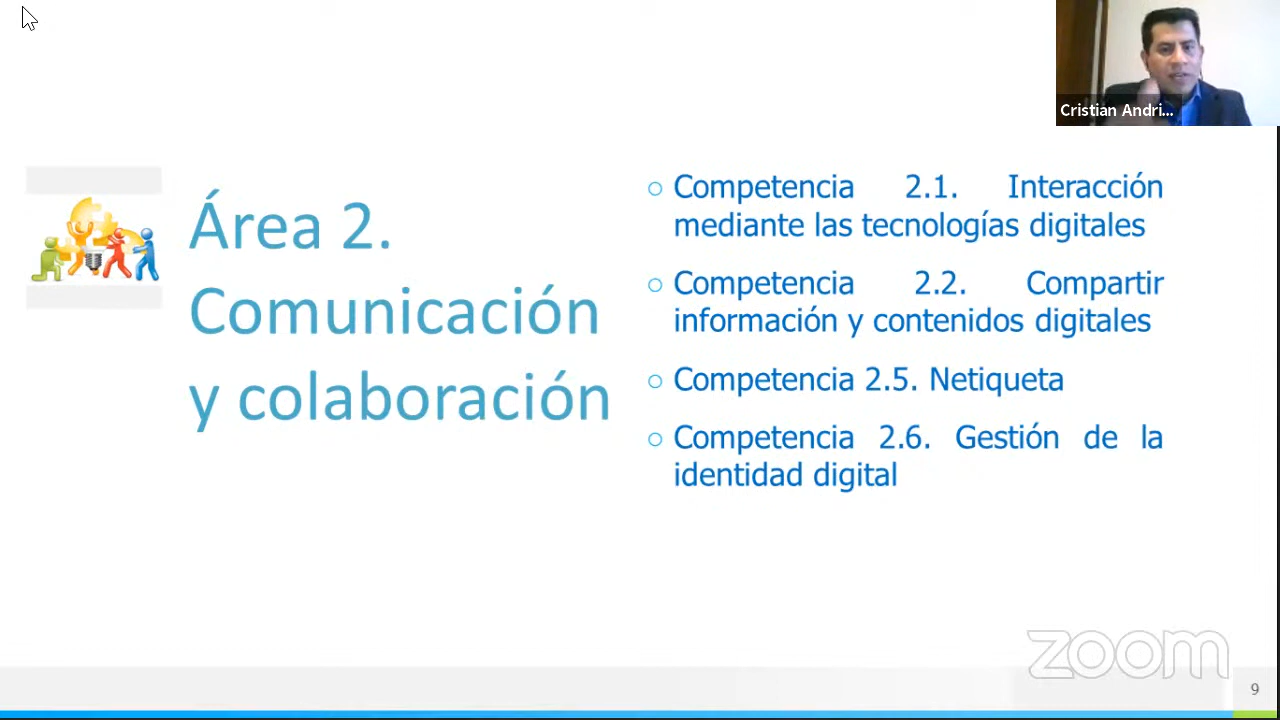 Cristian Andri...
Área 2.
Comunicación
y colaboración
○ Competencia 2.1. Interacción
mediante las tecnologías digitales
○ Competencia 2.2. Compartir
información y contenidos digitales
○ Competencia 2.5. Netiqueta
○ Competencia 2.6. Gestión de la
identidad digital
zoom
9